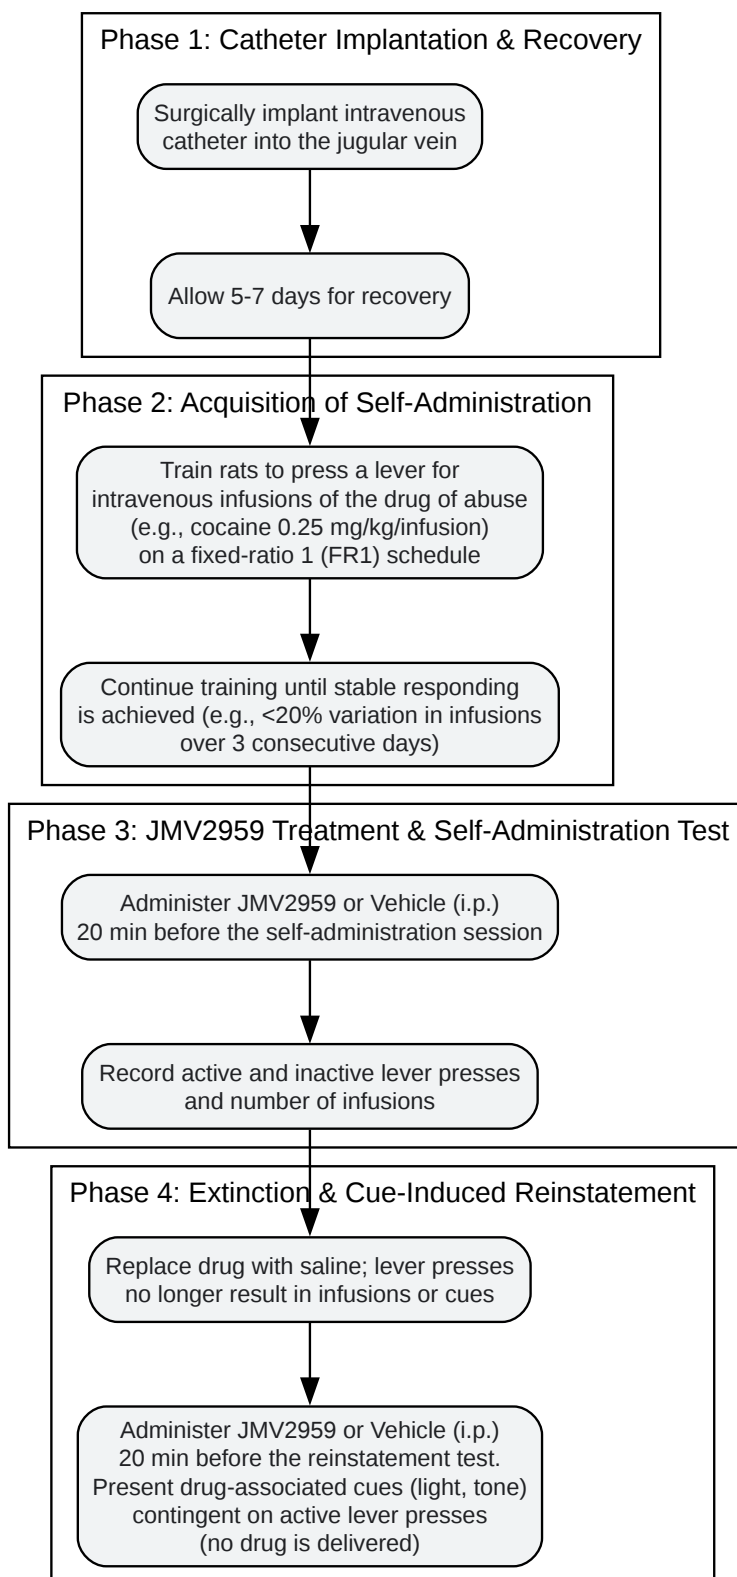 Phase 1: Catheter Implantation & Recovery
Surgically implant intravenous
catheter into the jugular vein
Allow 5-7 days for recovery
Phase 2: Acquisition of Self-Administration
Train rats to press a lever for
intravenous infusions of the drug of abuse
(e.g., cocaine 0.25 mg/kg/infusion)
on a fixed-ratio 1 (FR1) schedule
Continue training until stable responding
is achieved (e.g., <20% variation in infusions
over 3 consecutive days)
Phase 3: JMV2959 Treatment & Self-Administration Test
Administer JMV2959 or Vehicle (i.p.)
20 min before the self-administration session
Record active and inactive lever presses
and number of infusions
Phase 4: Extinction & Cue-Induced Reinstatement
Replace drug with saline; lever presses
no longer result in infusions or cues
Administer JMV2959 or Vehicle (i.p.)
20 min before the reinstatement test.
Present drug-associated cues (light, tone)
contingent on active lever presses
(no drug is delivered)